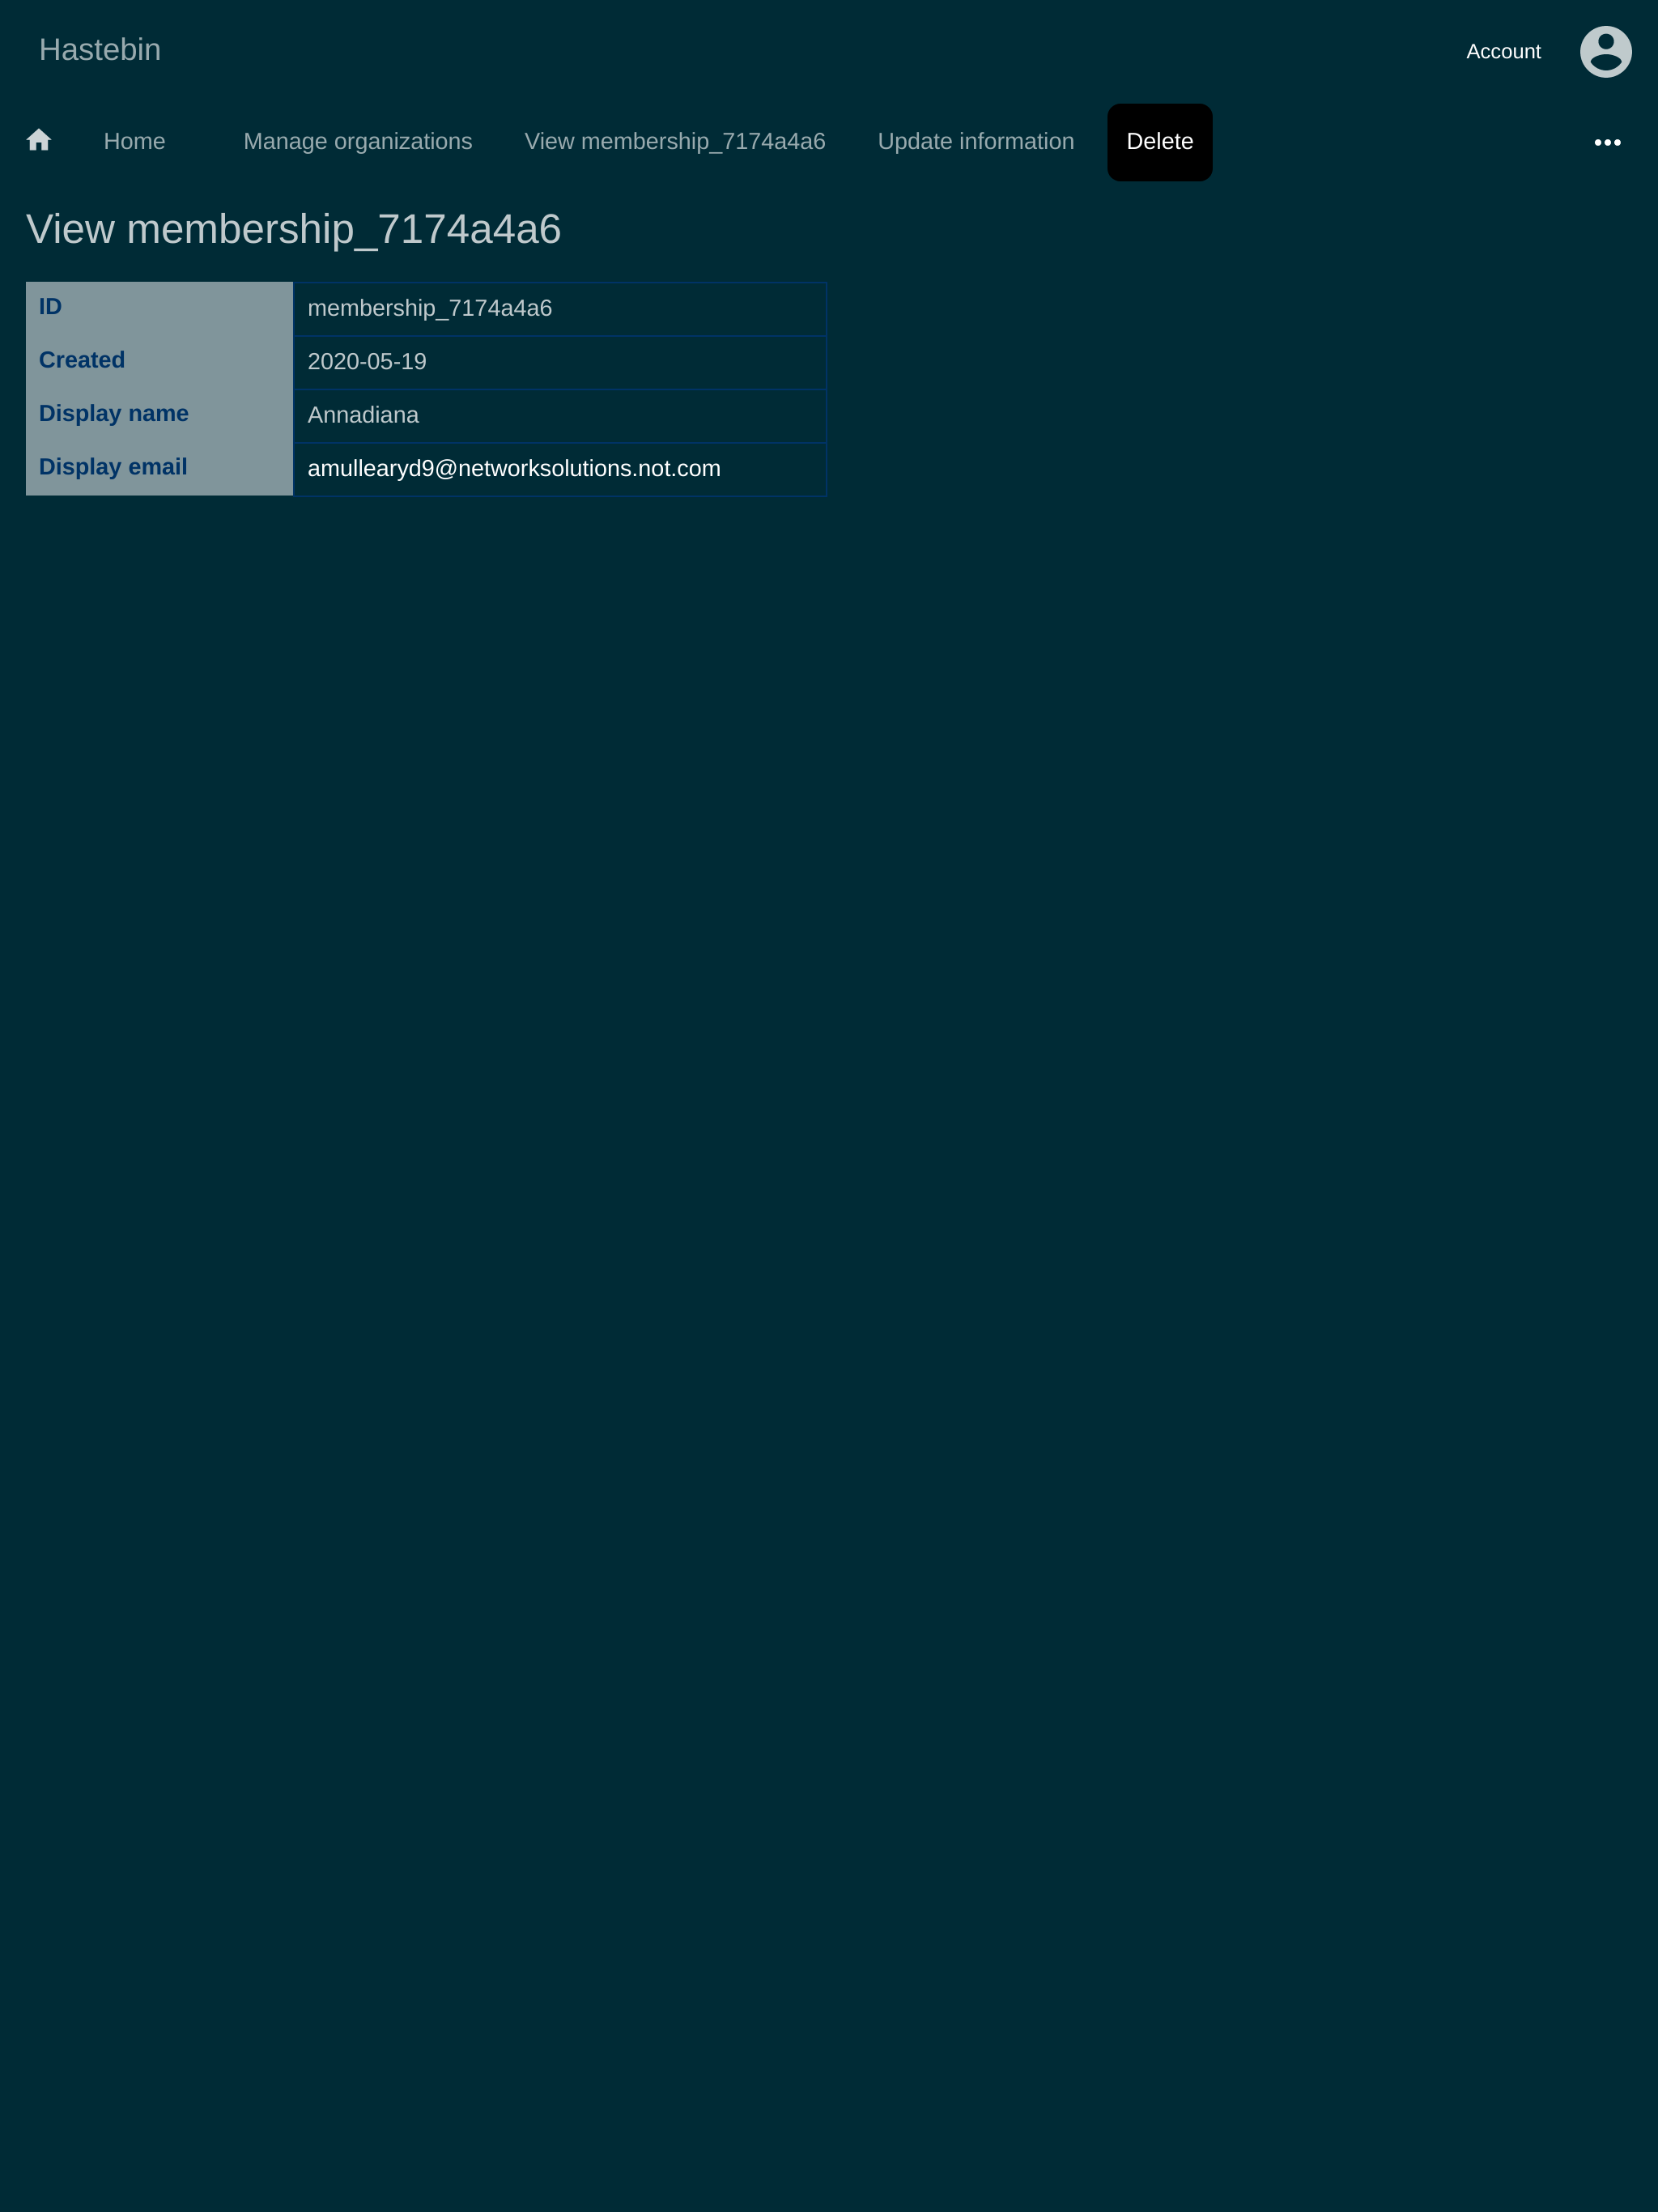 Hastebin
Account
Home Manage organizations View membership_7174a4a6 Update information Delete
View membership_7174a4a6
ID membership_7174a4a6
Created 2020-05-19
Display name Annadiana
Display email amullearyd9@networksolutions.not.com